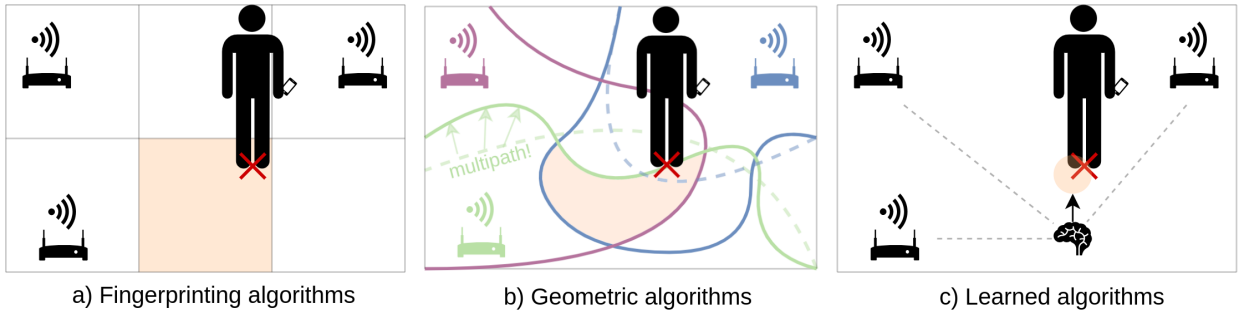 multipath!
a) Fingerprinting algorithms
b) Geometric algorithms
c) Learned algorithms